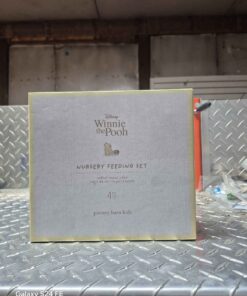 Disney
Winnie
the Pooh
NURSERY FEEDING SET
pottery barn kids
Galaxy S24 FE